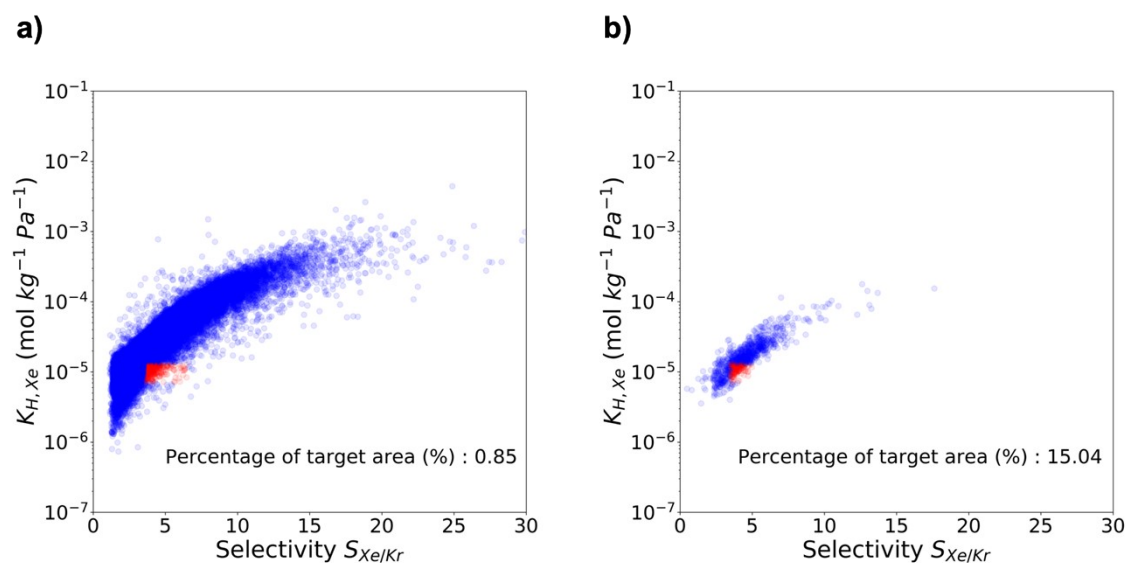 a)
b)
10⁻¹
10⁻²
10⁻³
10⁻⁴
10⁻⁵
10⁻⁶
10⁻⁷
K_{H,Xe} (mol kg⁻¹ Pa⁻¹)
Percentage of target area (%) : 0.85
0 5 10 15 20 25 30
Selectivity S_{Xe/Kr}
10⁻¹
10⁻²
10⁻³
10⁻⁴
10⁻⁵
10⁻⁶
10⁻⁷
K_{H,Xe} (mol kg⁻¹ Pa⁻¹)
Percentage of target area (%) : 15.04
0 5 10 15 20 25 30
Selectivity S_{Xe/Kr}